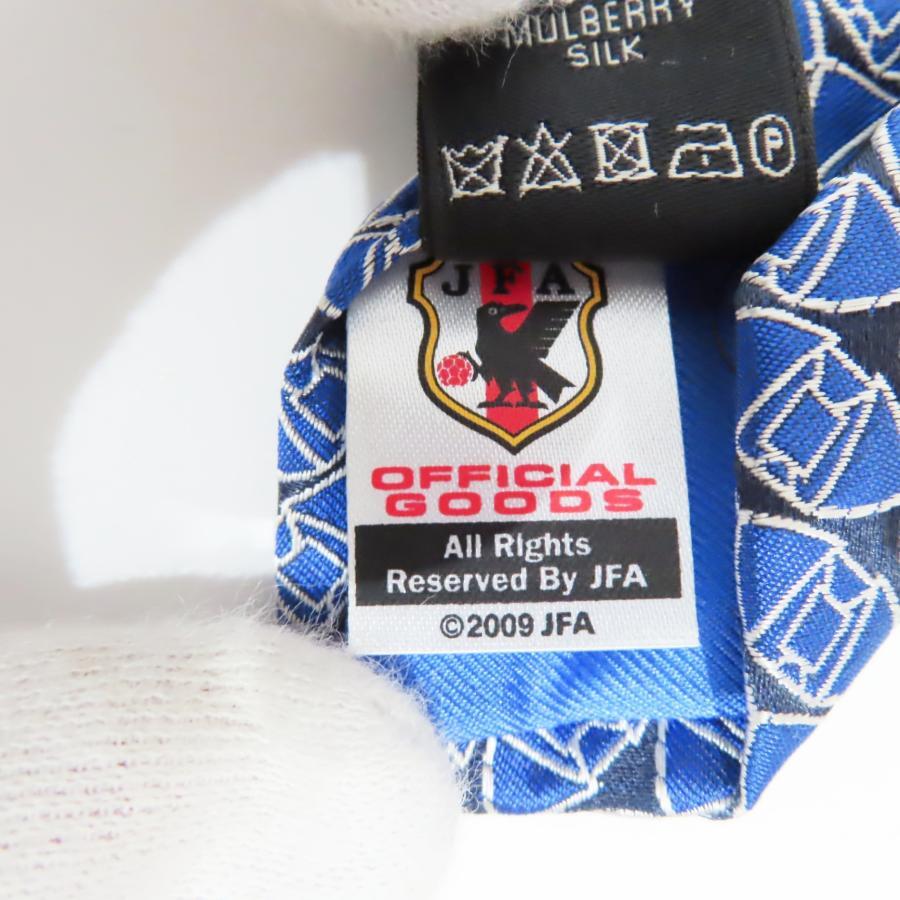 MULBERRY
SILK
P
JFA
OFFICIAL
GOODS
All Rights
Reserved By JFA
©2009 JFA